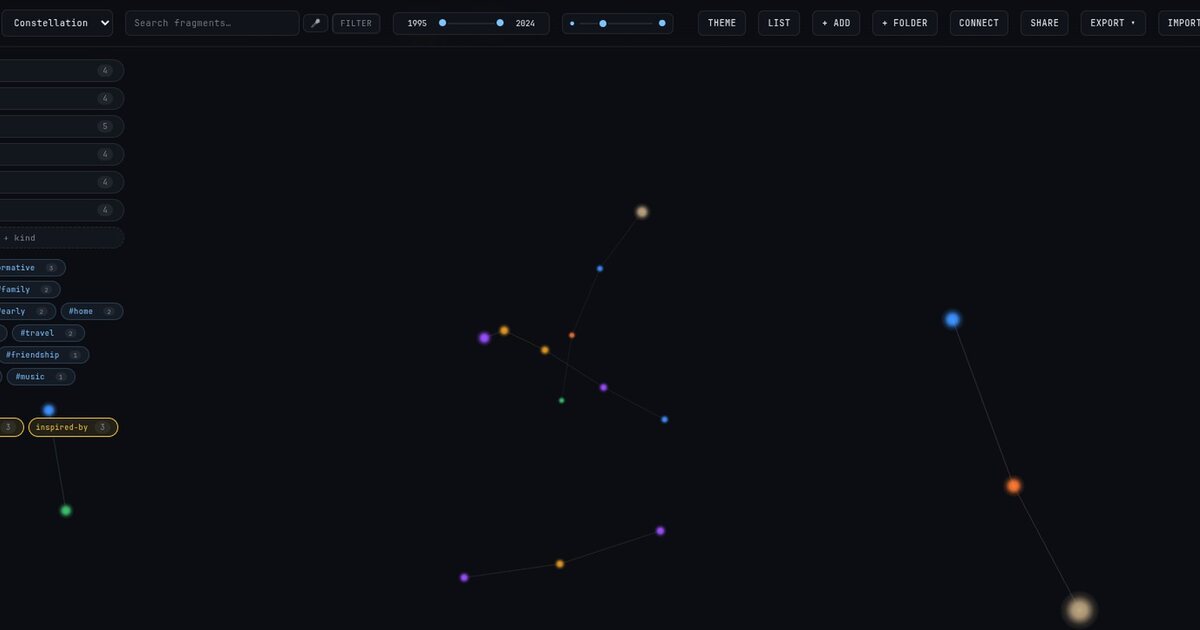 Constellation Search fragments… FILTER 1995 2024 THEME LIST + ADD + FOLDER CONNECT SHARE EXPORT ▾ IMPORT
4
4
5
4
4
4
+ kind
rmative 3
#family 2
early 2 #home 2
#travel 2
#friendship 1
#music 1
3 inspired-by 3